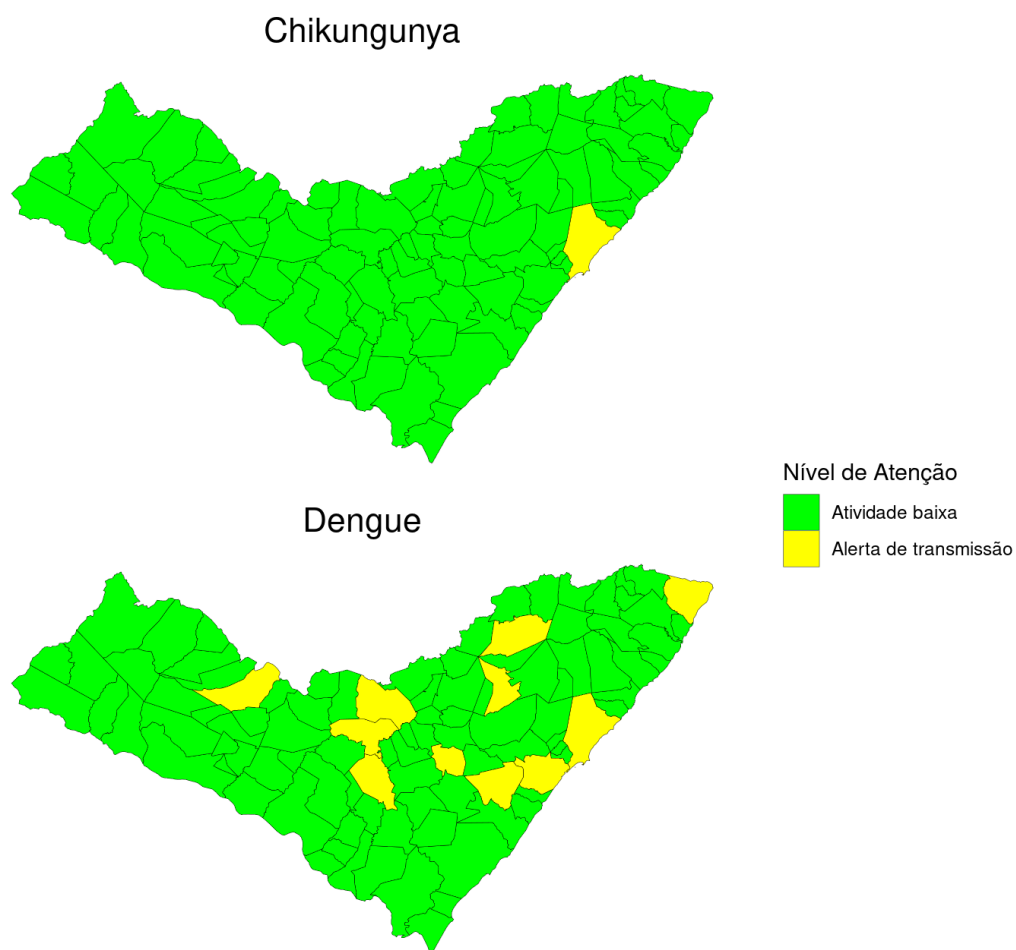 Chikungunya
Nível de Atenção
Atividade baixa
Alerta de transmissão
Dengue